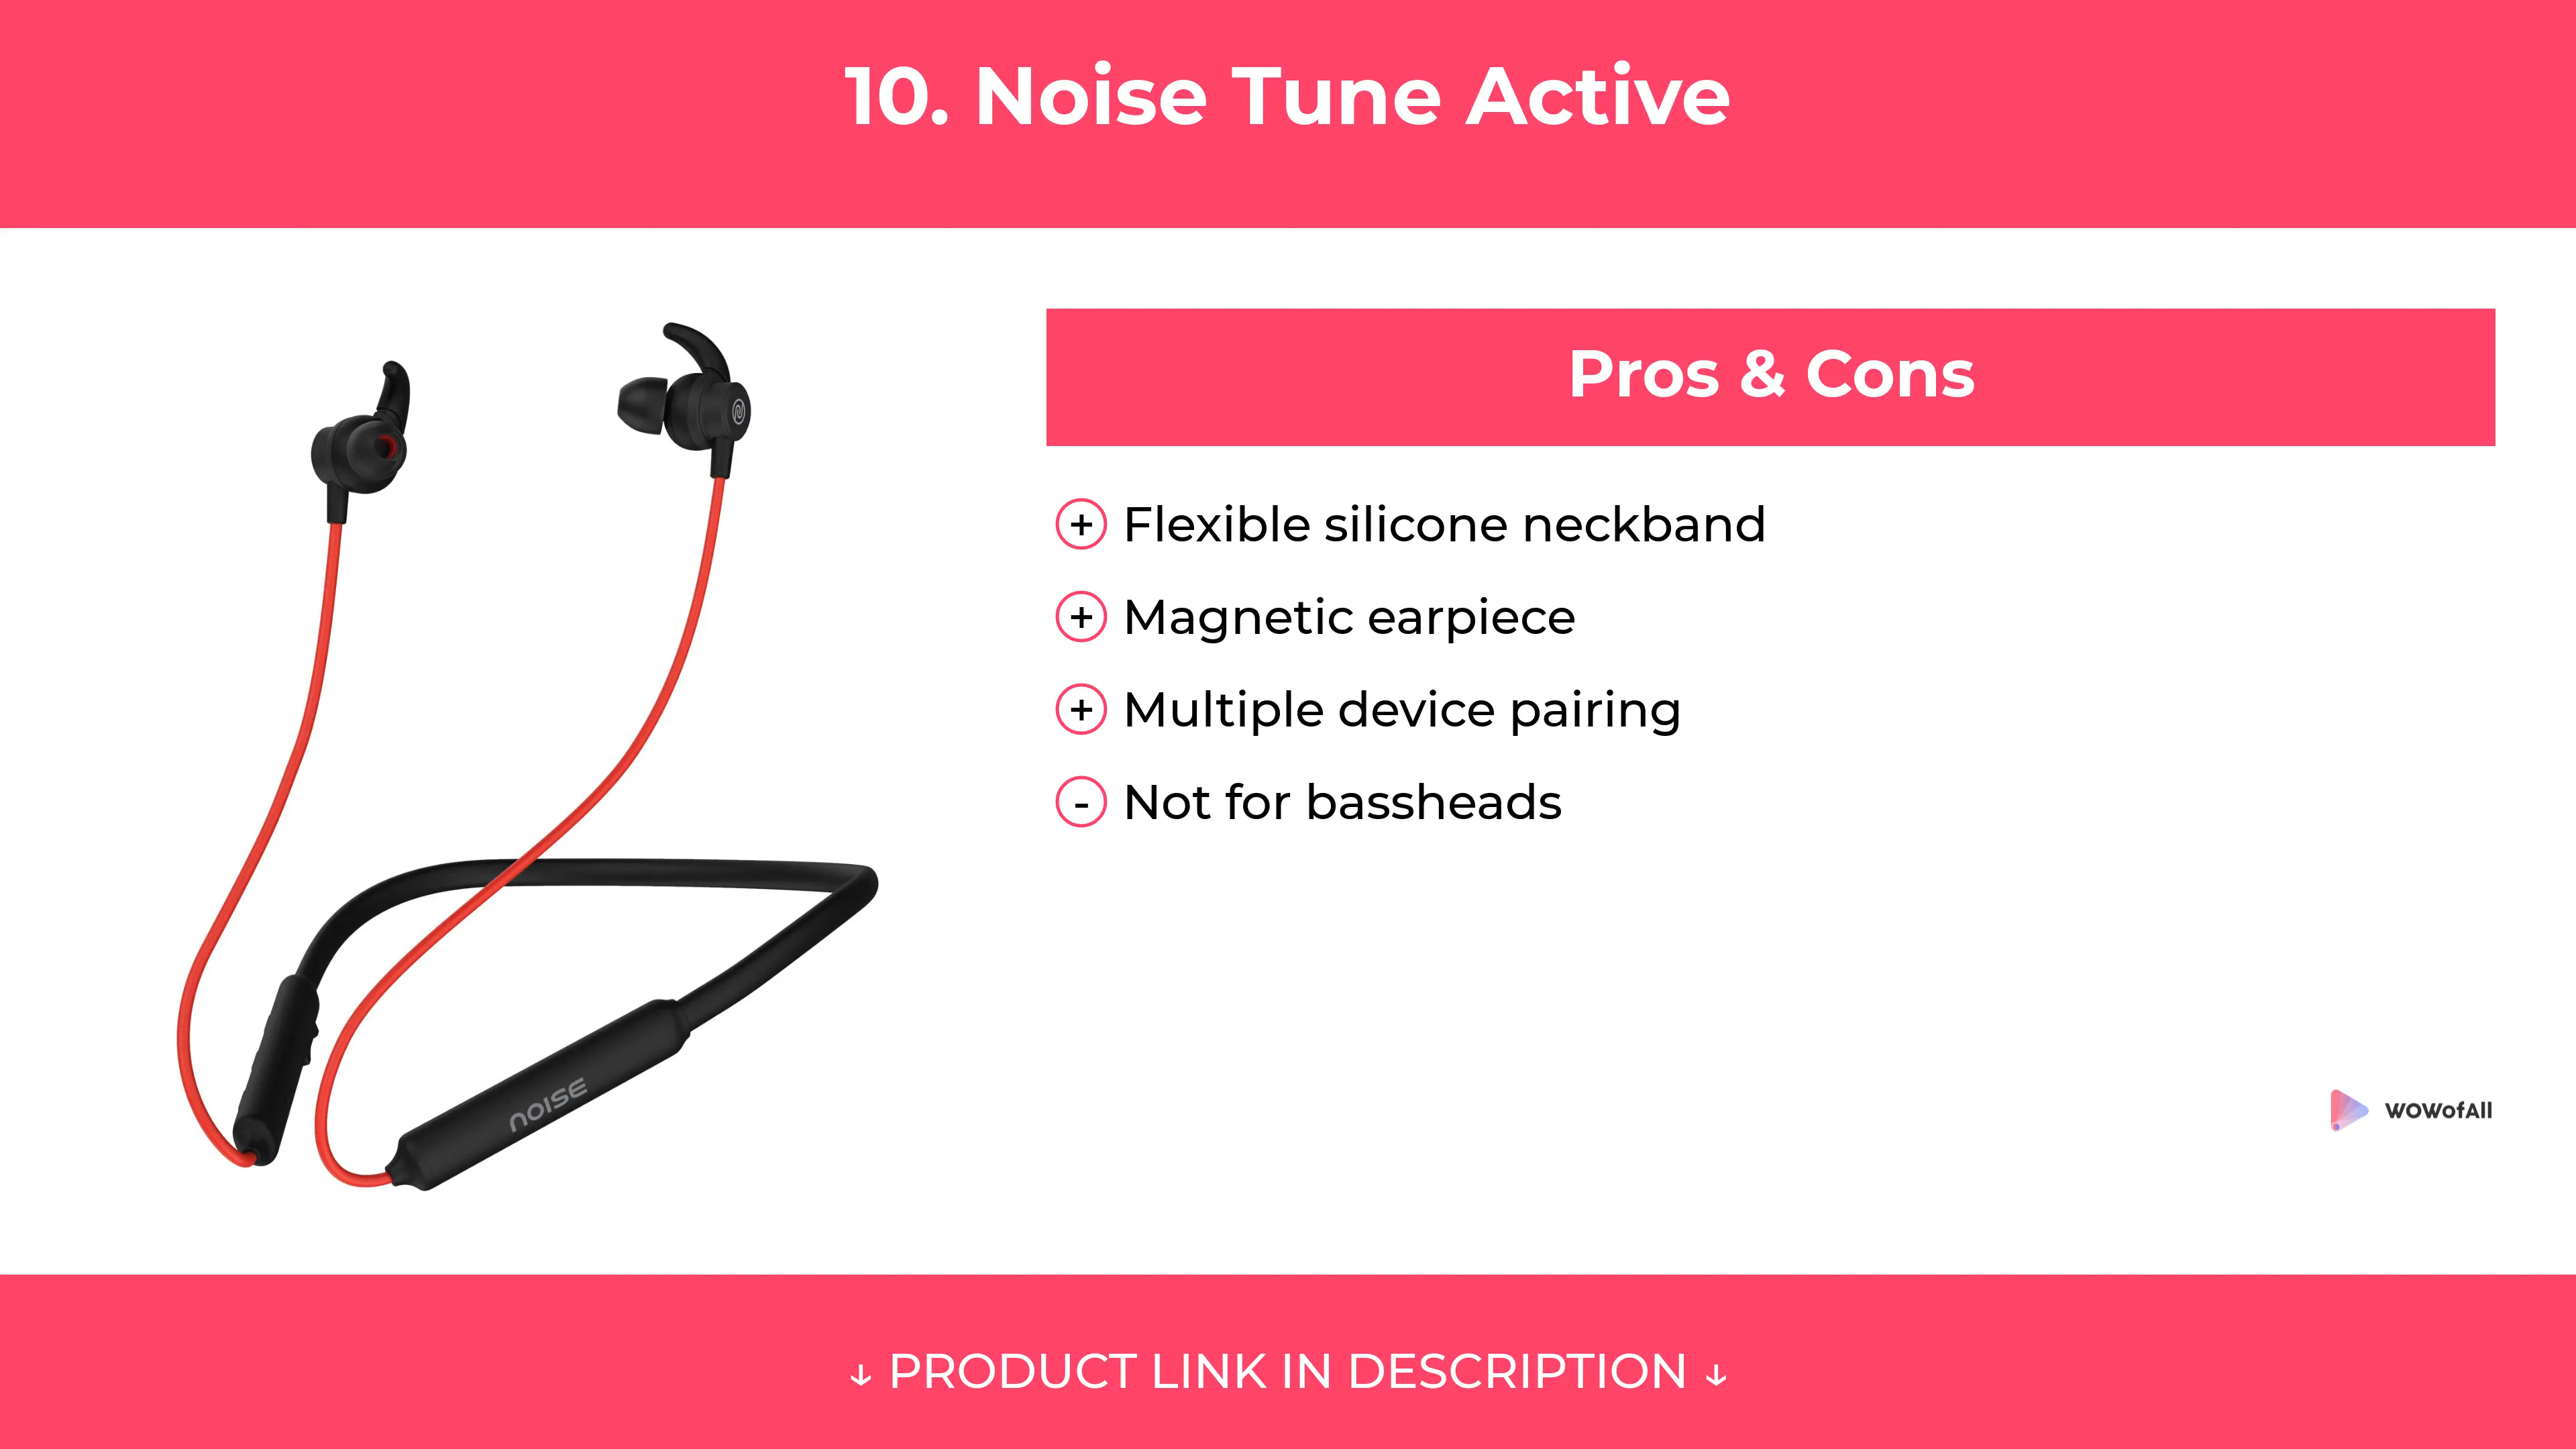 10. Noise Tune Active
Pros & Cons
+ Flexible silicone neckband
+ Magnetic earpiece
+ Multiple device pairing
- Not for bassheads
noise
wowofAll
↓ PRODUCT LINK IN DESCRIPTION ↓